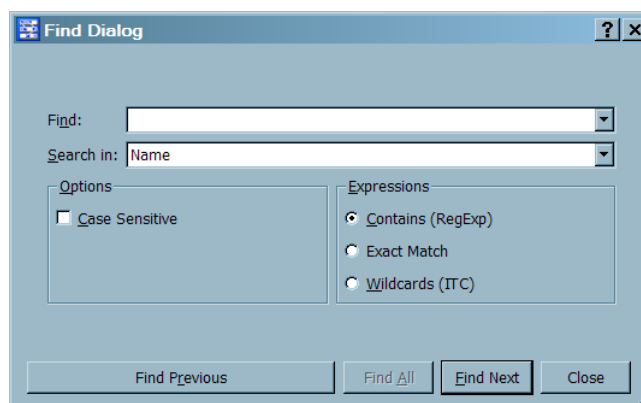 Find Dialog
Find:
Search in: Name
Options
Expressions
Case Sensitive
Contains (RegExp)
Exact Match
Wildcards (ITC)
Find Previous Find All Find Next Close